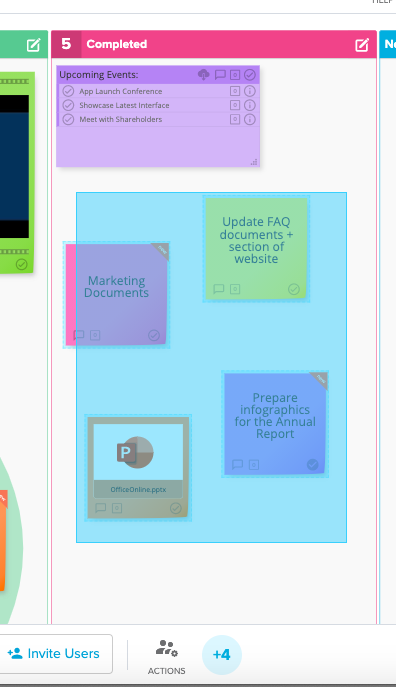 5 Completed
Upcoming Events:
App Launch Conference
Showcase Latest Interface
Meet with Shareholders
Update FAQ
documents +
section of
website
Marketing
Documents
Prepare
infographics
for the Annual
Report
P
OfficeOnline.pptx
Invite Users
ACTIONS
+4